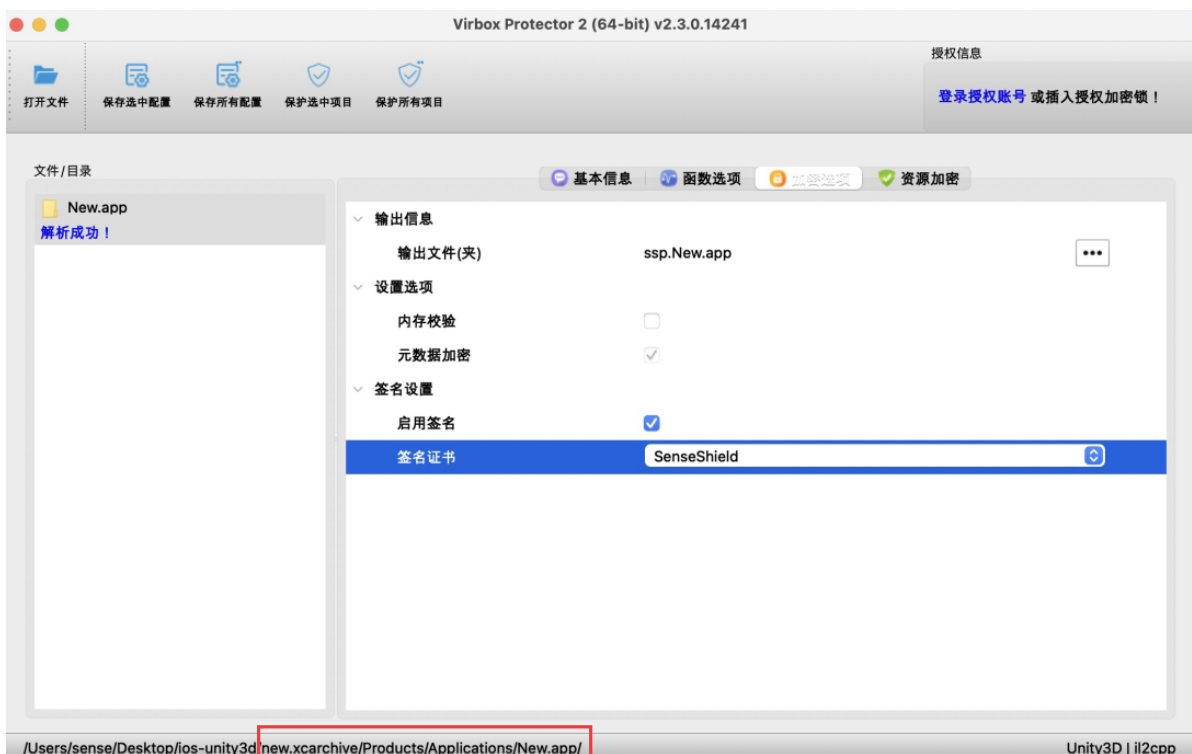 Virbox Protector 2 (64-bit) v2.3.0.14241
打开文件
保存选中配置
保存所有配置
保护选中项目
保护所有项目
授权信息
登录授权账号 或插入授权加密锁！
文件/目录
New.app
解析成功！
基本信息
函数选项
加密选项
资源加密
输出信息
输出文件(夹) ssp.New.app
设置选项
内存校验
元数据加密
签名设置
启用签名
签名证书 SenseShield
/Users/sense/Desktop/ios-unity3d/new.xcarchive/Products/Applications/New.app/
Unity3D | il2cpp